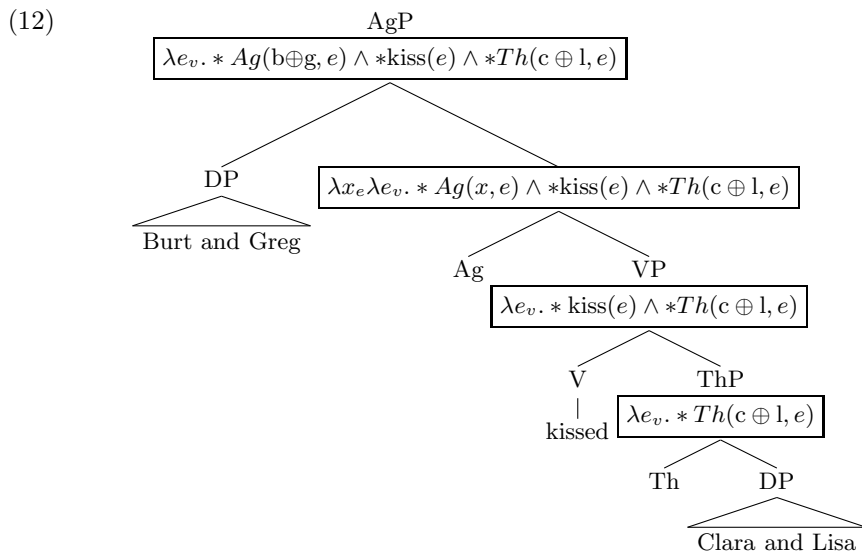 (12)
AgP
λe_v. ∗ Ag(b⊕g, e) ∧ ∗kiss(e) ∧ ∗Th(c ⊕ l, e)
DP
λx_eλe_v. ∗ Ag(x, e) ∧ ∗kiss(e) ∧ ∗Th(c ⊕ l, e)
Burt and Greg
Ag VP
λe_v. ∗ kiss(e) ∧ ∗Th(c ⊕ l, e)
V ThP
kissed λe_v. ∗ Th(c ⊕ l, e)
Th DP
Clara and Lisa